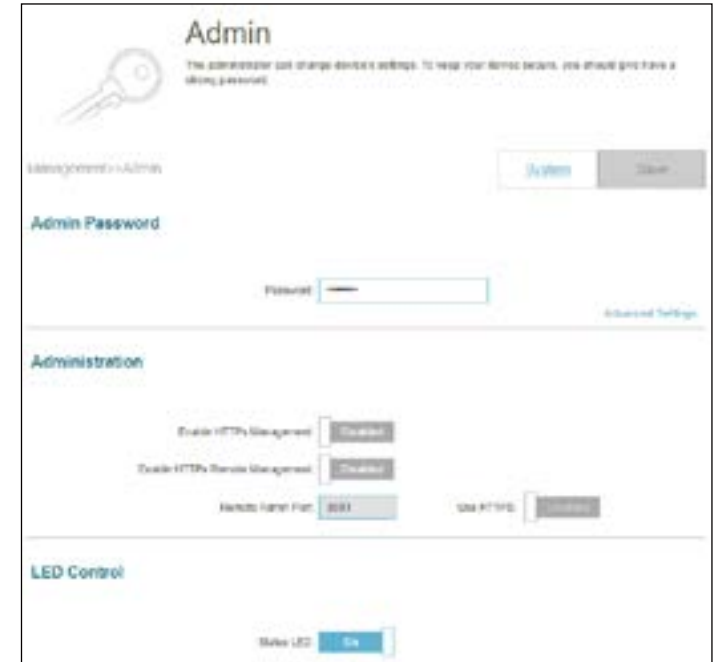 Admin
The administrator can change device's settings. To keep your device secure, you should give have a
strong password.
Management>>Admin
System
Save
Admin Password
Password
Advanced Settings
Administration
Enable HTTPs Management
Disabled
Enable HTTPs Remote Management
Disabled
Remote Admin Port
Use HTTPS
Disabled
LED Control
Status LED
On